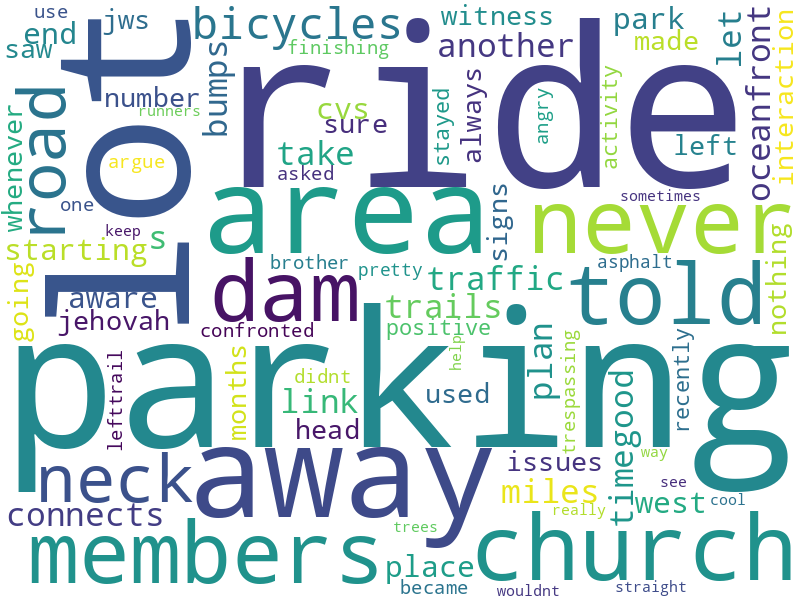 use
jws
bicycles
witness
park
end
saw
finishing
another
made
let
oceanfront
interaction
lot
ride
number
runners
bumps
cvs
sure
stayed
always
angry
activity
left
whenever
road
argue
take
asked
one
keep
s
area
signs
sometimes
never
starting
nothing
going
aware
jehovah
brother
dam
pretty
traffic
asphalt
told
confronted
trails
positive
parking
lefttrail
months
didnt
link
head
used
help
plan
trespassing
timegood
recently
neck
away
issues
miles
really
way
see
west
cool
connects
members
trees
place
became
church
wouldnt
straight